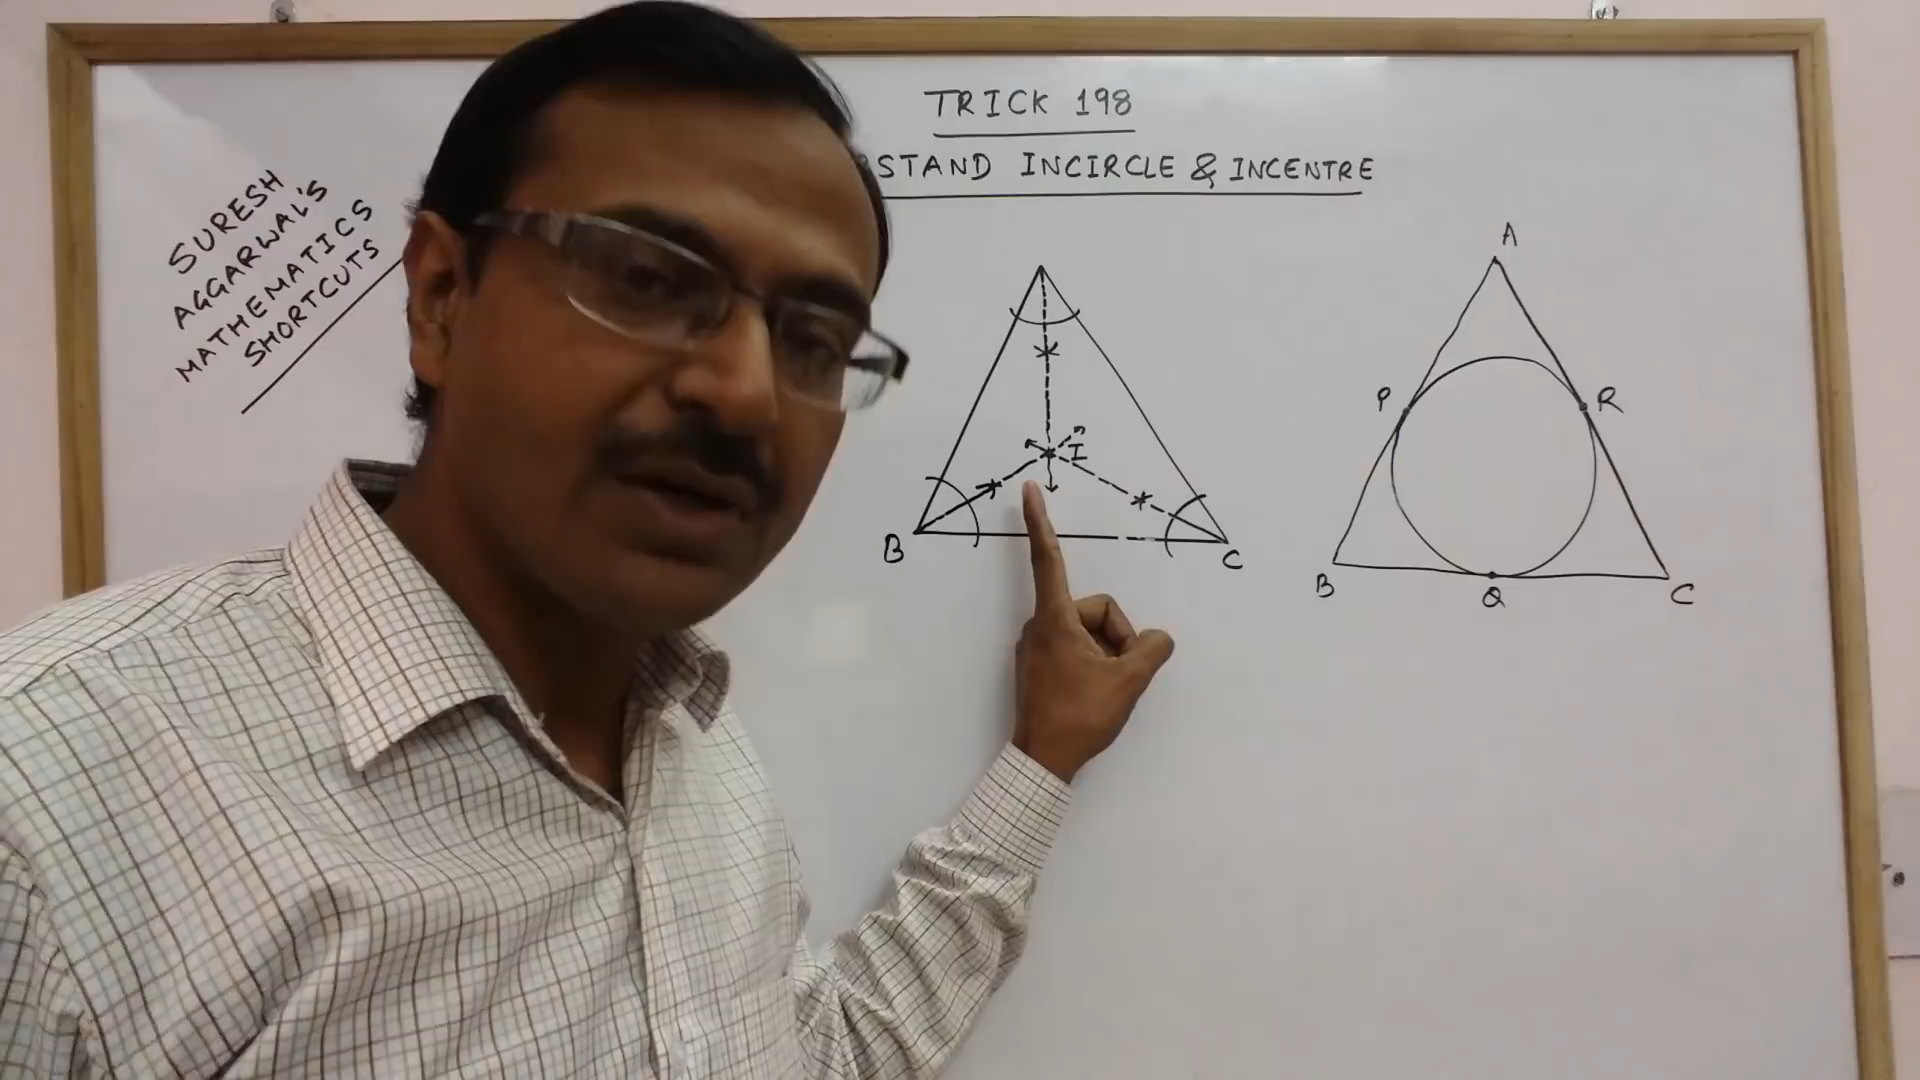 TRICK 198
STAND INCIRCLE & INCENTRE
SURESH
AGGARWAL'S
MATHEMATICS
SHORTCUTS
I
B
C
A
P
R
B
Q
C